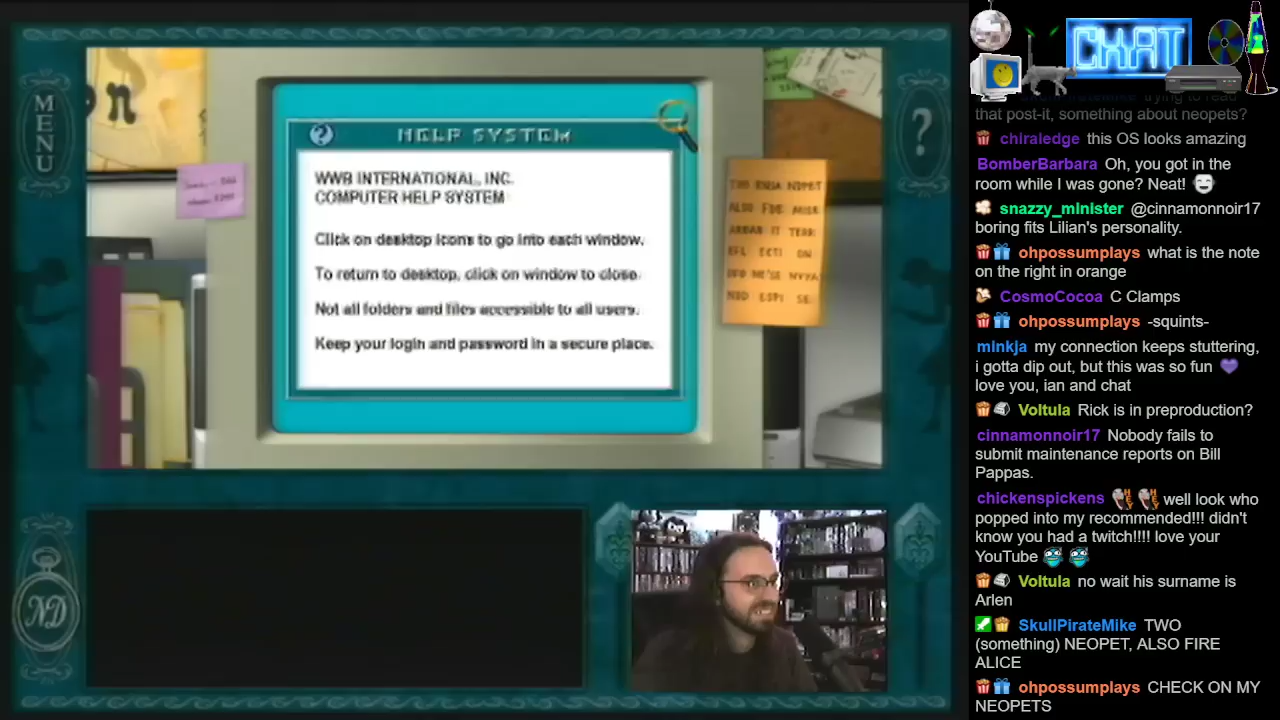 MENU
?
HELP SYSTEM
WWB INTERNATIONAL, INC.
COMPUTER HELP SYSTEM
Click on desktop icons to go into each window.
To return to desktop, click on window to close.
Not all folders and files accessible to all users.
Keep your login and password in a secure place.
ND
CHAT
trying to read
that post-it, something about neopets?
chiraledge this OS looks amazing
BomberBarbara Oh, you got in the
room while I was gone? Neat!
snazzy_minister @cinnamonnoir17
boring fits Lilian's personality.
ohpossumplays what is the note
on the right in orange
CosmoCocoa C Clamps
ohpossumplays -squints-
minkja my connection keeps stuttering,
i gotta dip out, but this was so fun 💜
love you, ian and chat
Voltula Rick is in preproduction?
cinnamonnoir17 Nobody fails to
submit maintenance reports on Bill
Pappas.
chickenspickens well look who
popped into my recommended!!! didn't
know you had a twitch!!!! love your
YouTube
Voltula no wait his surname is
Arlen
SkullPirateMike TWO
(something) NEOPET, ALSO FIRE
ALICE
ohpossumplays CHECK ON MY
NEOPETS